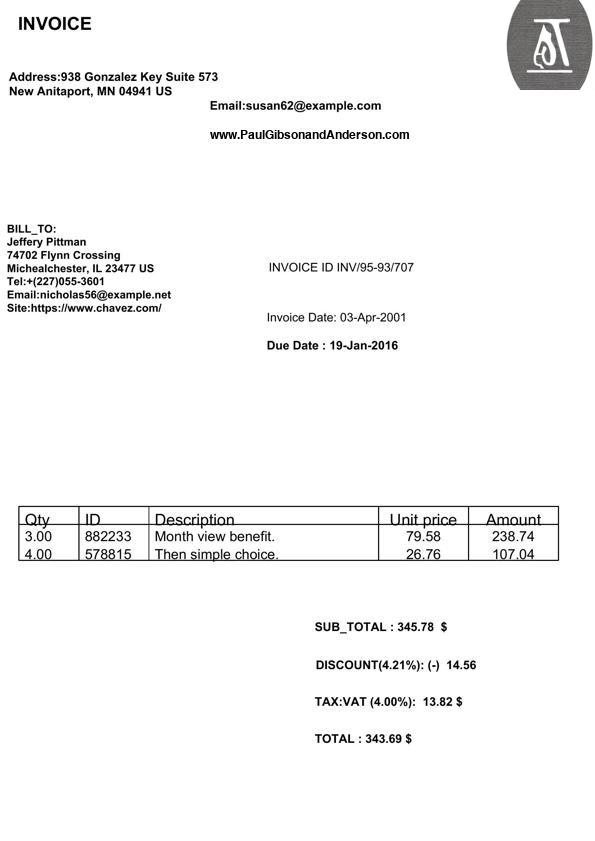 INVOICE
Address:938 Gonzalez Key Suite 573
New Anitaport, MN 04941 US
Email:susan62@example.com
www.PaulGibsonandAnderson.com
BILL_TO:
Jeffery Pittman
74702 Flynn Crossing
Michealchester, IL 23477 US
Tel:+(227)055-3601
Email:nicholas56@example.net
Site:https://www.chavez.com/
INVOICE ID INV/95-93/707
Invoice Date: 03-Apr-2001
Due Date : 19-Jan-2016
Qty ID Description Unit price Amount
3.00 882233 Month view benefit. 79.58 238.74
4.00 578815 Then simple choice. 26.76 107.04
SUB_TOTAL : 345.78 $
DISCOUNT(4.21%): (-) 14.56
TAX:VAT (4.00%): 13.82 $
TOTAL : 343.69 $